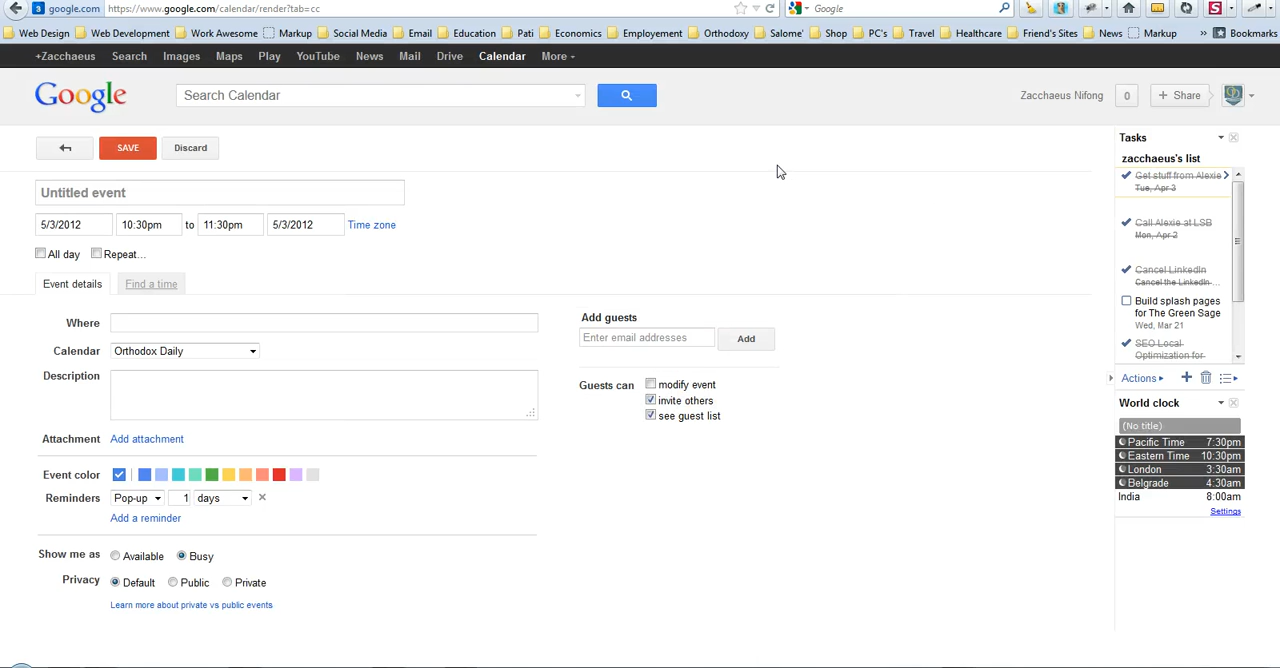 google.com https://www.google.com/calendar/render?tab=cc Google
Web Design Web Development Work Awesome Markup Social Media Email Education Pati Economics Employement Orthodoxy Salome' Shop PC's Travel Healthcare Friend's Sites News Markup » Bookmarks
+Zacchaeus Search Images Maps Play YouTube News Mail Drive Calendar More
Google Search Calendar Zacchaeus Nifong 0 + Share
SAVE Discard
Untitled event
5/3/2012 10:30pm to 11:30pm 5/3/2012 Time zone
All day Repeat...
Event details Find a time
Where
Calendar Orthodox Daily
Description
Attachment Add attachment
Event color
Reminders Pop-up 1 days
Add a reminder
Show me as Available Busy
Privacy Default Public Private
Learn more about private vs public events
Add guests
Enter email addresses Add
Guests can modify event
invite others
see guest list
Tasks
zacchaeus's list
Get stuff from Alexie
Tue, Apr 3
Call Alexie at LSB
Mon, Apr 2
Cancel LinkedIn
Cancel the LinkedIn ...
Build splash pages
for The Green Sage
Wed, Mar 21
SEO Local
Optimization for
Actions
World clock
(No title)
Pacific Time 7:30pm
Eastern Time 10:30pm
London 3:30am
Belgrade 4:30am
India 8:00am
Settings